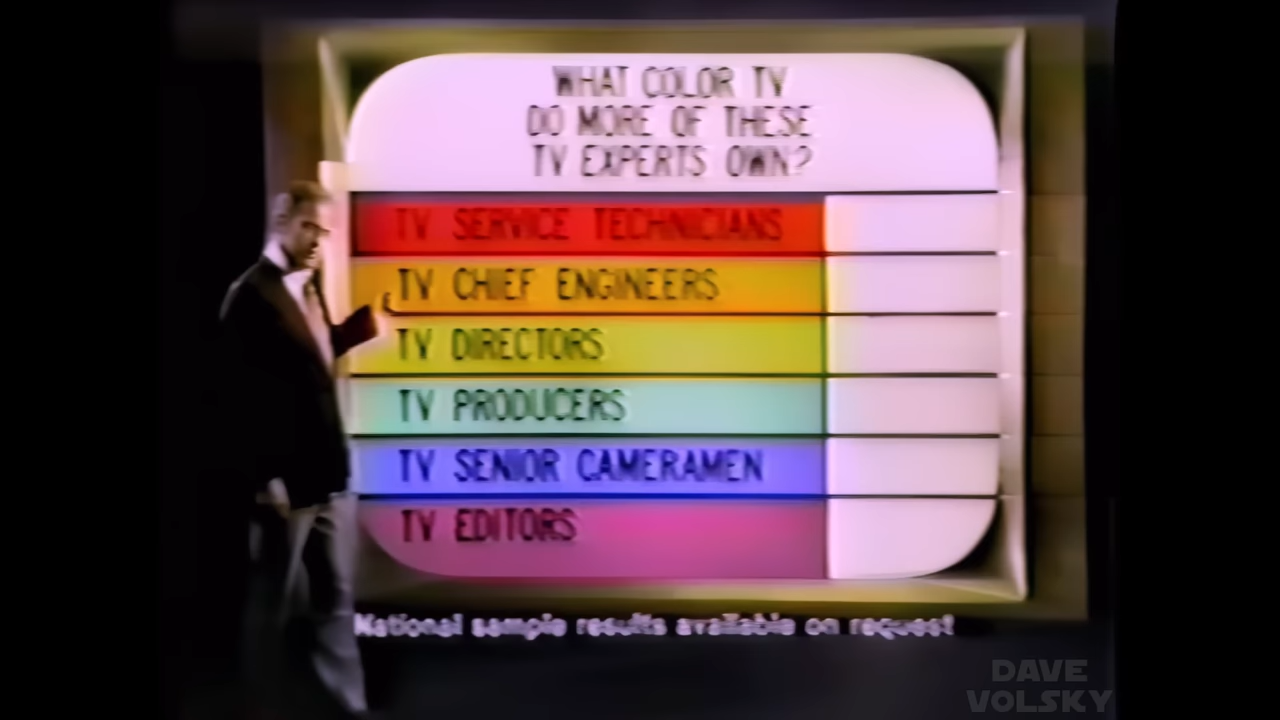 WHAT COLOR TV
DO MORE OF THESE
TV EXPERTS OWN?
TV SERVICE TECHNICIANS
TV CHIEF ENGINEERS
TV DIRECTORS
TV PRODUCERS
TV SENIOR CAMERAMEN
TV EDITORS
National sample results available on request
DAVE
VOLSKY